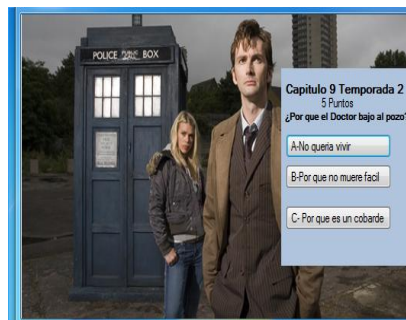 POLICE BOX
Capitulo 9 Temporada 2
5 Puntos
¿Por que el Doctor bajo al pozo?
A-No queria vivir
B-Por que no muere facil
C- Por que es un cobarde